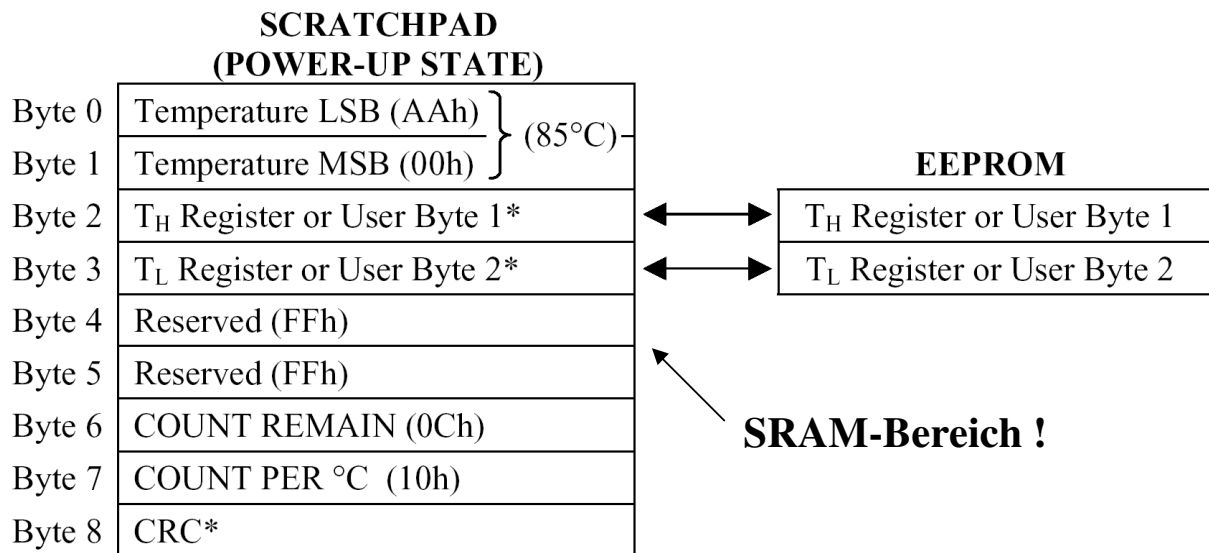 SCRATCHPAD
(POWER-UP STATE)
Byte 0 Temperature LSB (AAh)
(85°C)
Byte 1 Temperature MSB (00h)
EEPROM
Byte 2 TH Register or User Byte 1* TH Register or User Byte 1
Byte 3 TL Register or User Byte 2* TL Register or User Byte 2
Byte 4 Reserved (FFh)
Byte 5 Reserved (FFh)
Byte 6 COUNT REMAIN (0Ch)
SRAM-Bereich !
Byte 7 COUNT PER °C (10h)
Byte 8 CRC*